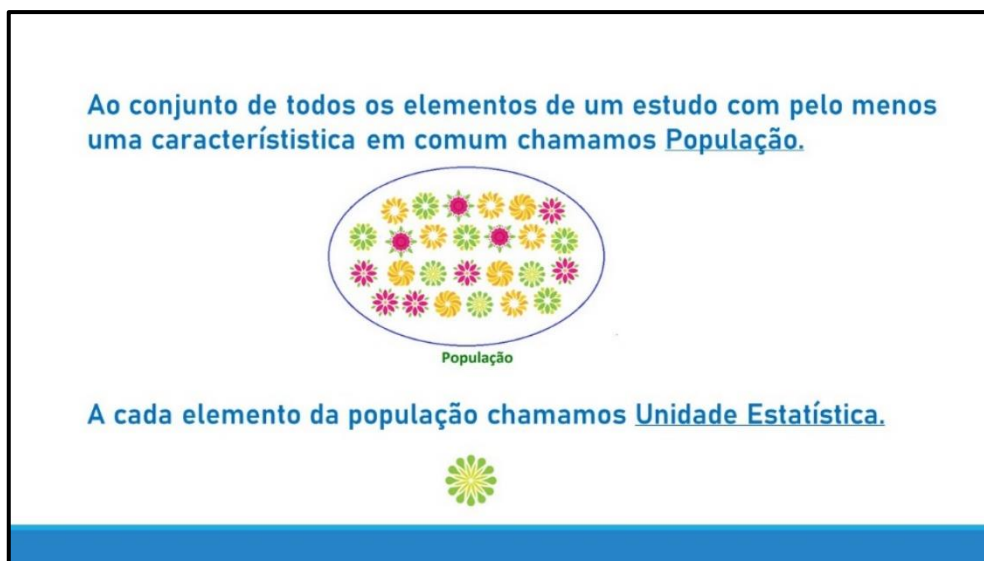 Ao conjunto de todos os elementos de um estudo com pelo menos
uma característistica em comum chamamos População.
População
A cada elemento da população chamamos Unidade Estatística.